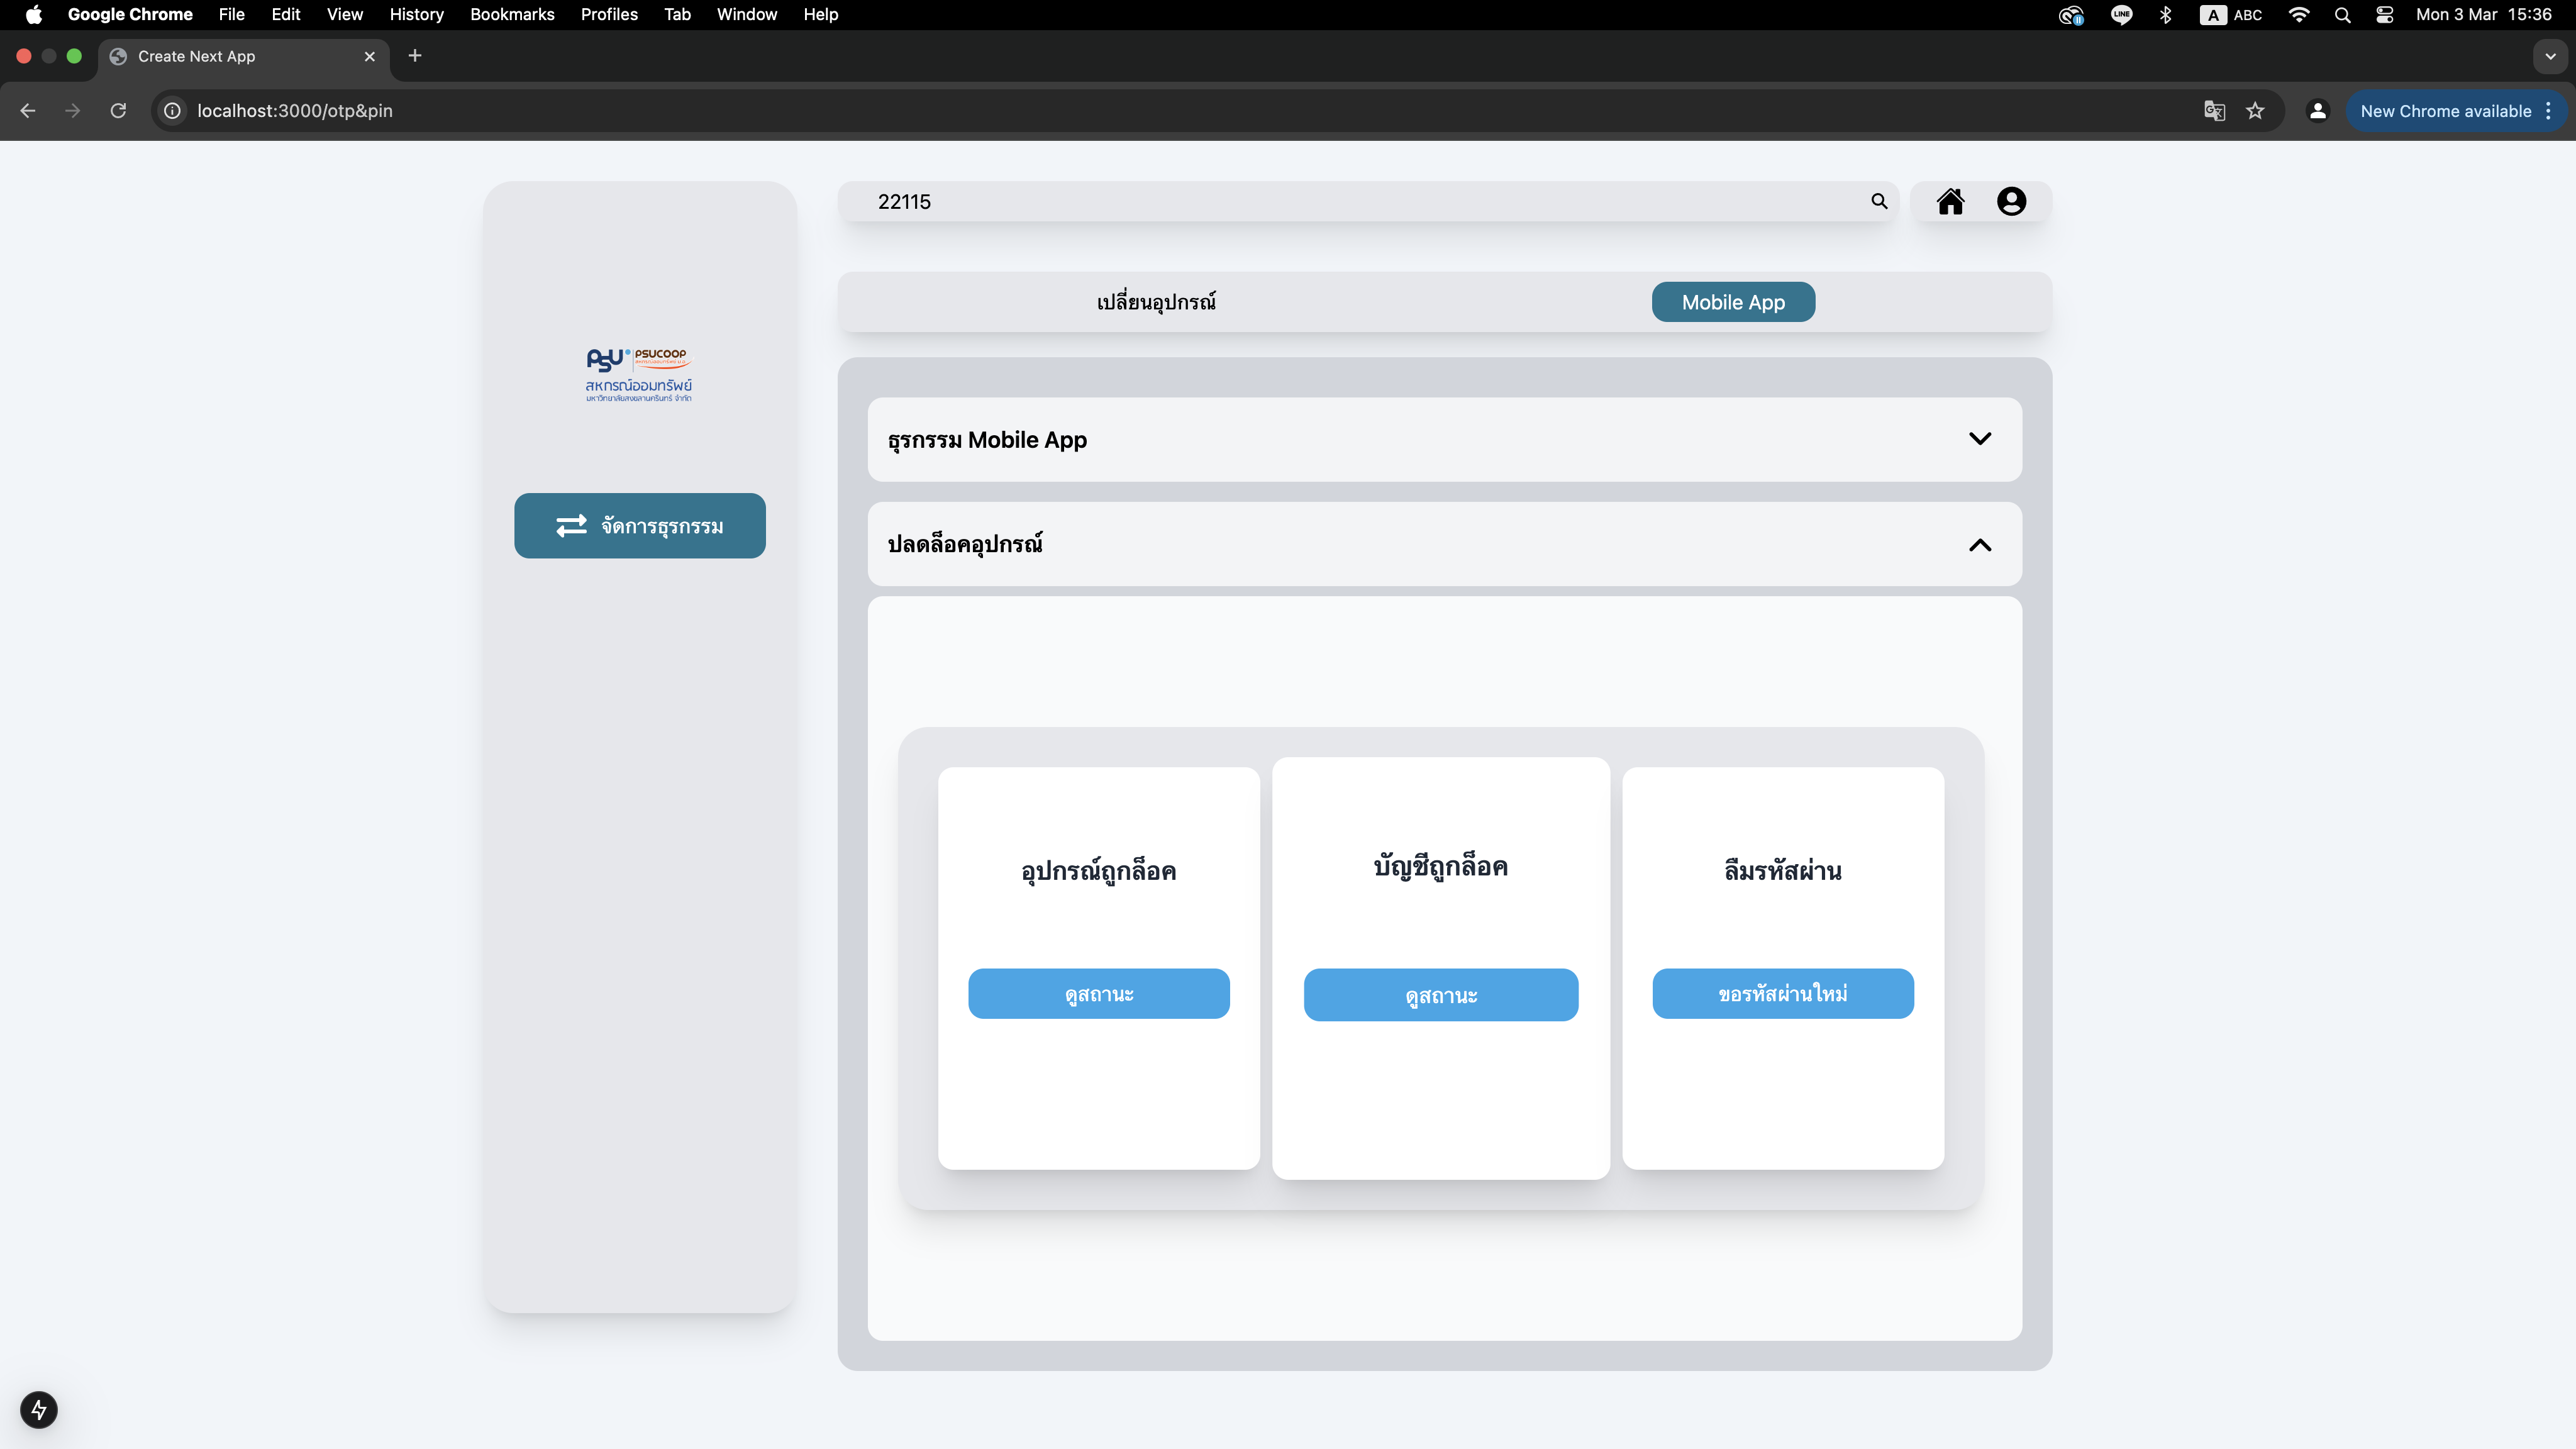 Google Chrome File Edit View History Bookmarks Profiles Tab Window Help LINE A ABC Mon 3 Mar 15:36
Create Next App
localhost:3000/otp&pin New Chrome available
22115
เปลี่ยนอุปกรณ์ Mobile App
PSU PSUCOOP
สหกรณ์ออมทรัพย์
มหาวิทยาลัยสงขลานครินทร์ จำกัด
ธุรกรรม Mobile App
จัดการธุรกรรม
ปลดล็อคอุปกรณ์
อุปกรณ์ถูกล็อค บัญชีถูกล็อค ลืมรหัสผ่าน
ดูสถานะ ดูสถานะ ขอรหัสผ่านใหม่